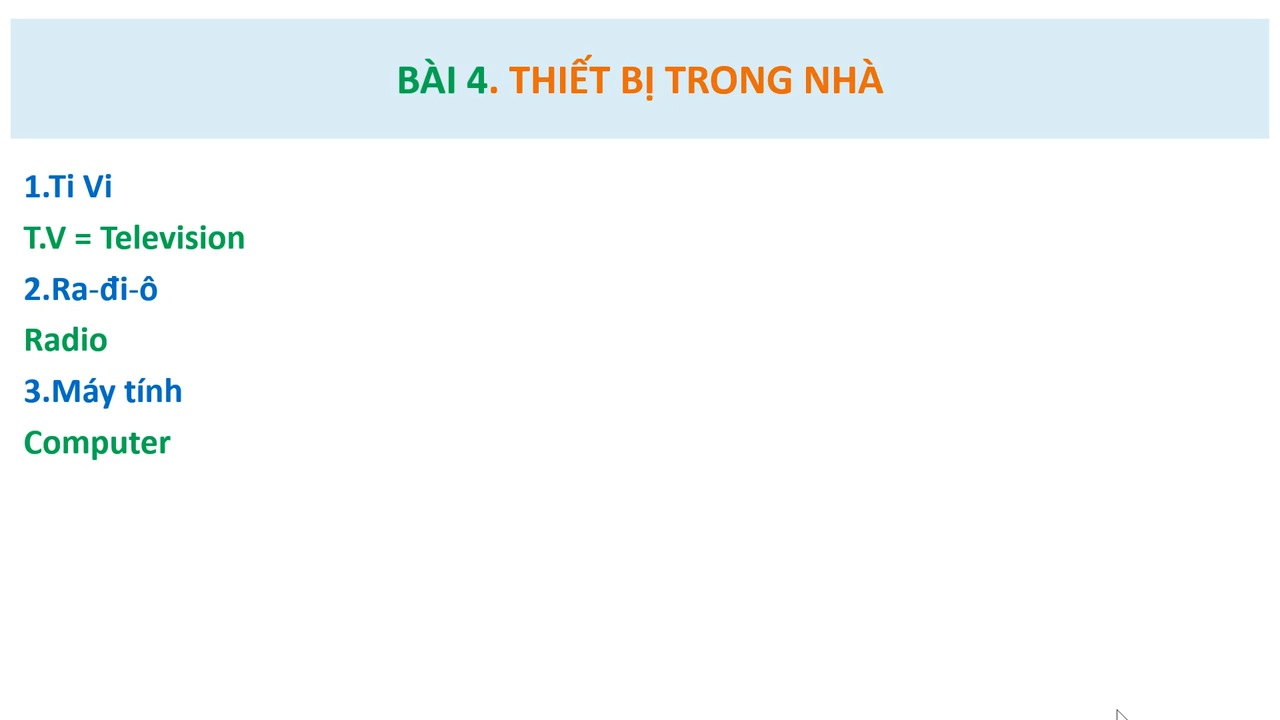 BÀI 4. THIẾT BỊ TRONG NHÀ
1.Ti Vi
T.V = Television
2.Ra-đi-ô
Radio
3.Máy tính
Computer